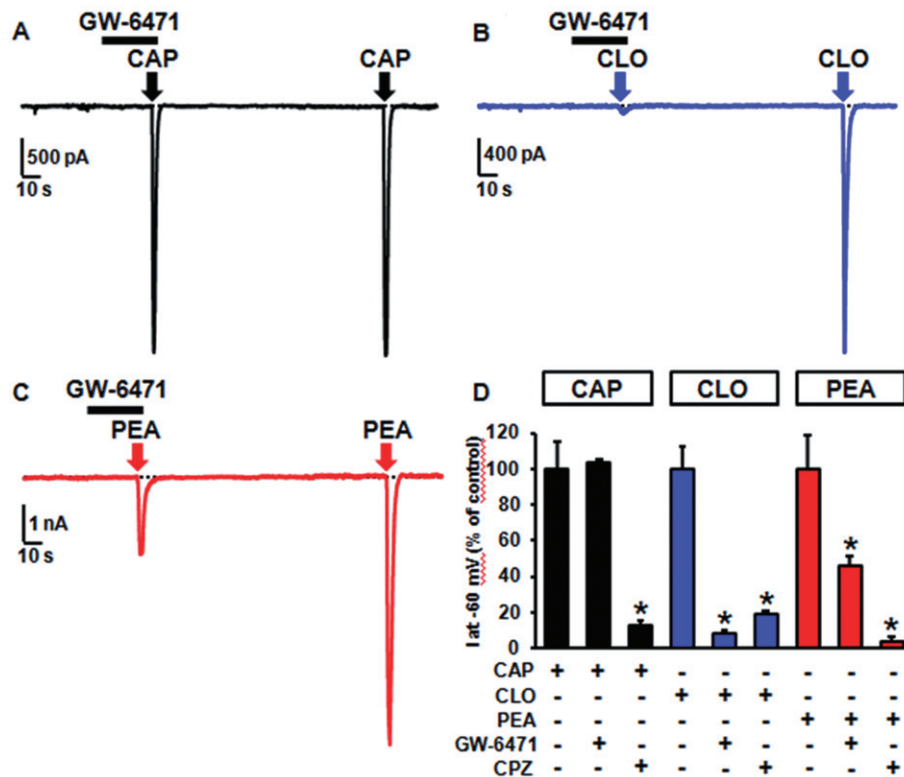 A
GW-6471
CAP CAP
500 pA
10 s
B
GW-6471
CLO CLO
400 pA
10 s
C
GW-6471
PEA PEA
1 nA
10 s
D
CAP CLO PEA
I at -60 mV (% of control)
120
100
80
60
40
20
0
* * * * *
CAP + + + - - - - - -
CLO - - - + + + - - -
PEA - - - - - - + + +
GW-6471 - + - - + - - + -
CPZ - - + - - + - - +